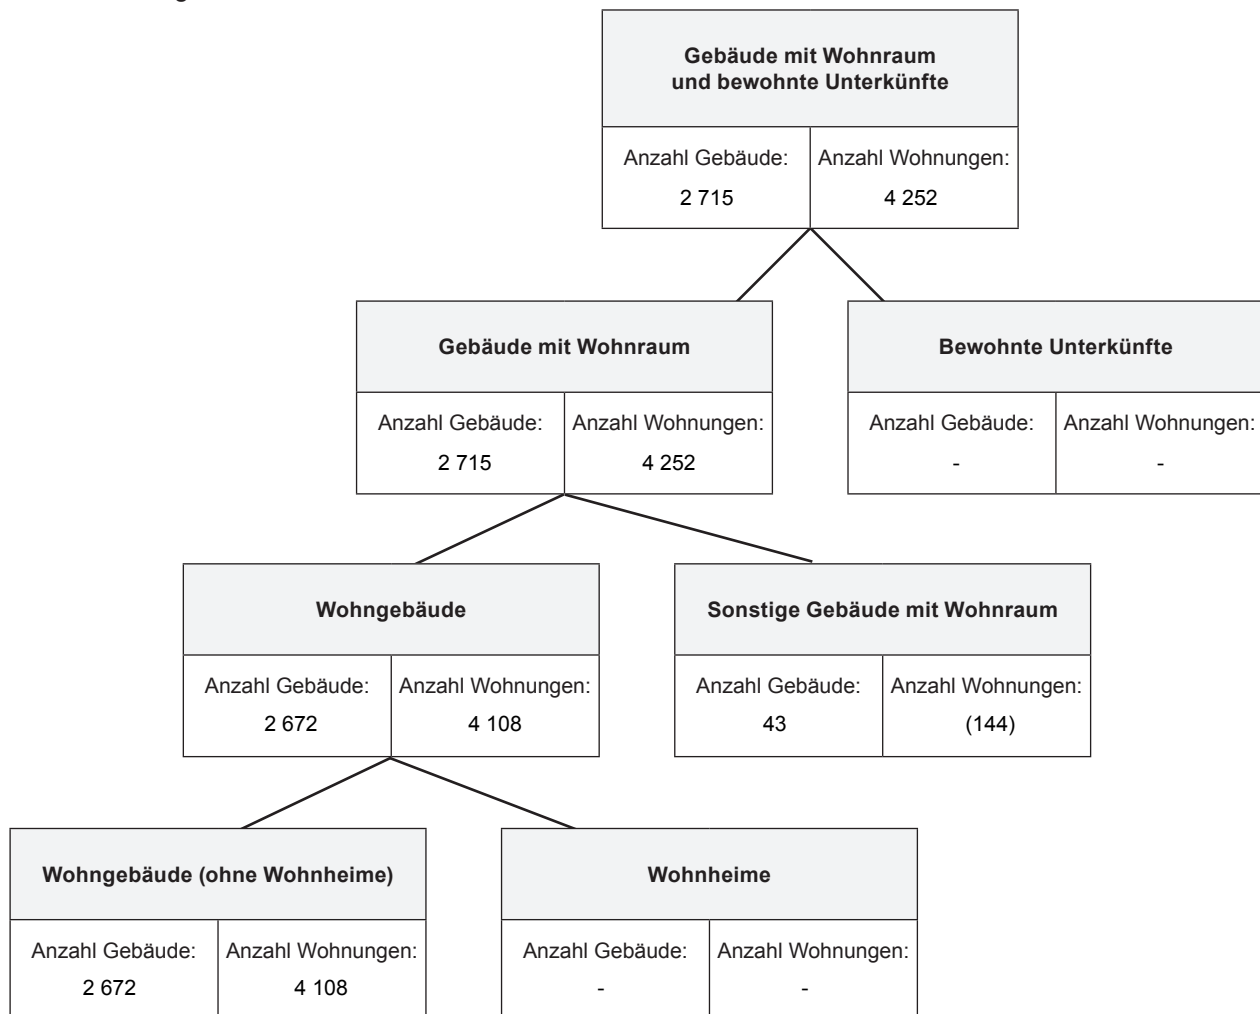 Gebäude mit Wohnraum
und bewohnte Unterkünfte
Anzahl Gebäude: Anzahl Wohnungen:
2 715 4 252
Gebäude mit Wohnraum Bewohnte Unterkünfte
Anzahl Gebäude: Anzahl Wohnungen: Anzahl Gebäude: Anzahl Wohnungen:
2 715 4 252 - -
Wohngebäude Sonstige Gebäude mit Wohnraum
Anzahl Gebäude: Anzahl Wohnungen: Anzahl Gebäude: Anzahl Wohnungen:
2 672 4 108 43 (144)
Wohngebäude (ohne Wohnheime) Wohnheime
Anzahl Gebäude: Anzahl Wohnungen: Anzahl Gebäude: Anzahl Wohnungen:
2 672 4 108 - -